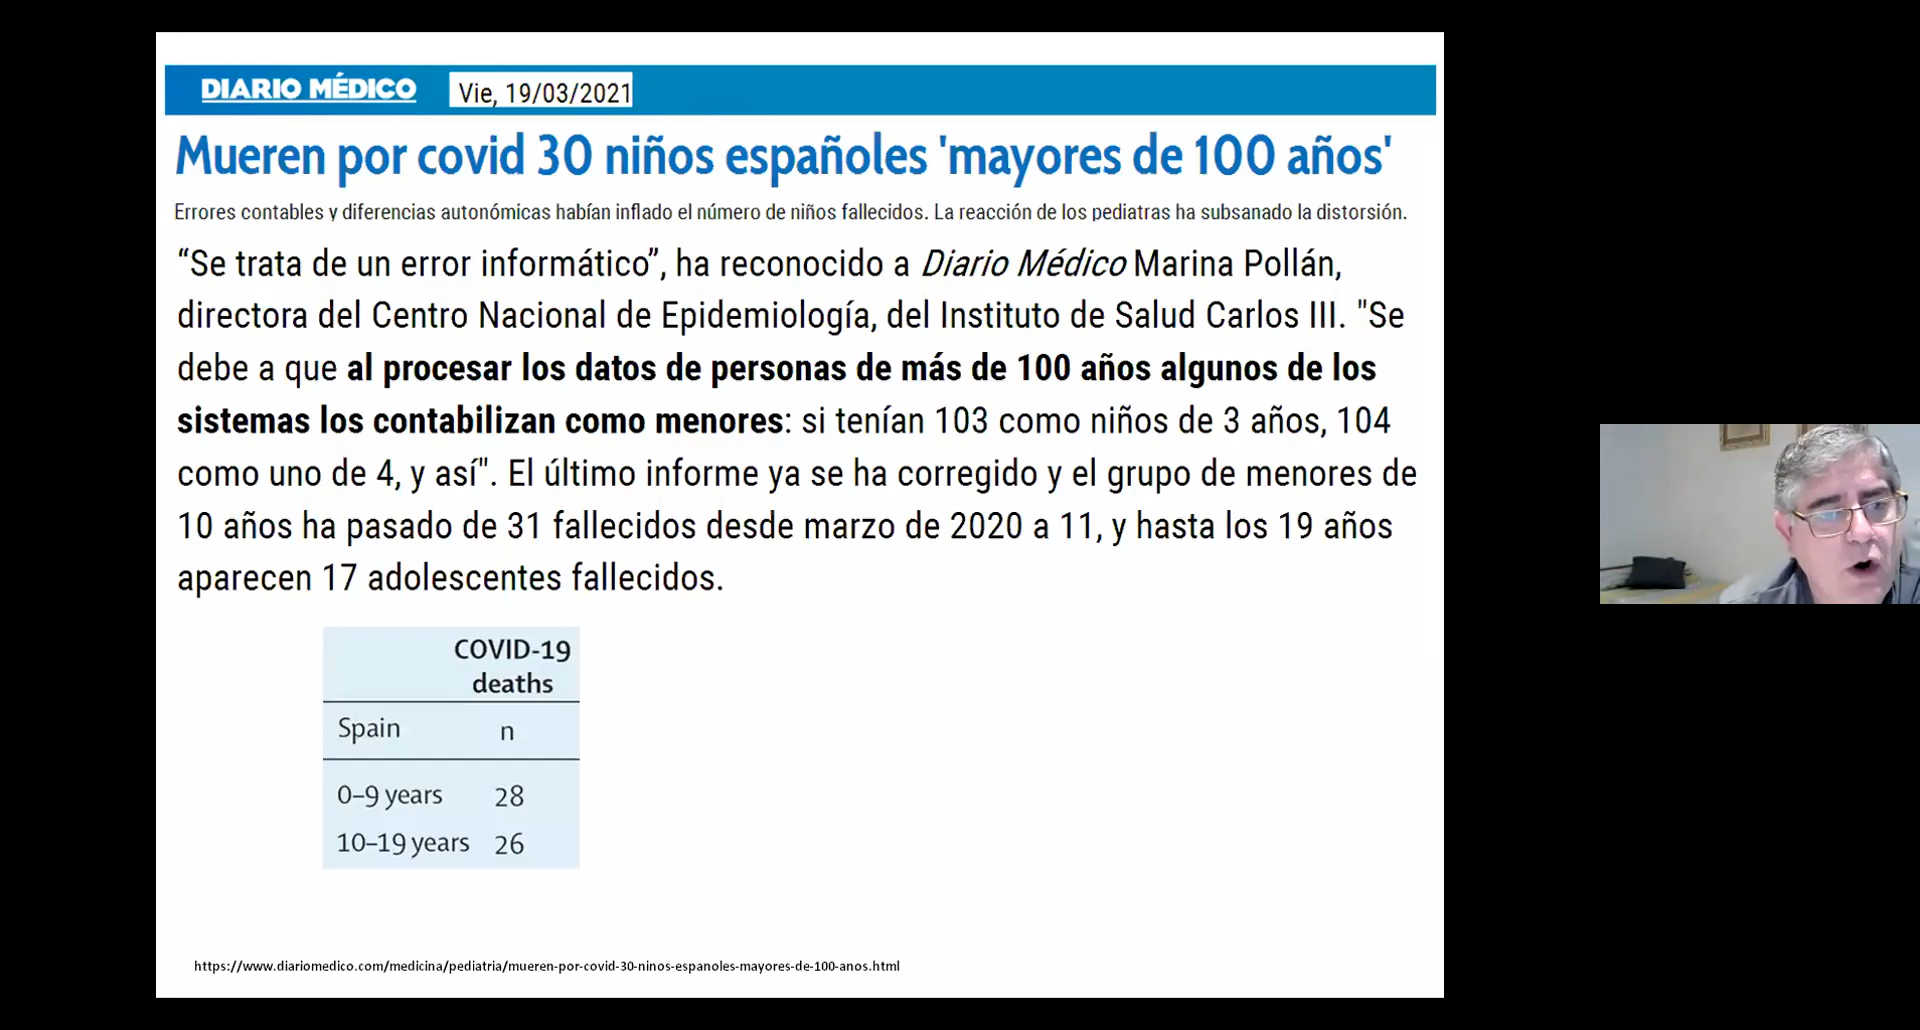 DIARIO MÉDICO Vie, 19/03/2021
Mueren por covid 30 niños españoles 'mayores de 100 años'
Errores contables y diferencias autonómicas habían inflado el número de niños fallecidos. La reacción de los pediatras ha subsanado la distorsión.
“Se trata de un error informático”, ha reconocido a Diario Médico Marina Pollán,
directora del Centro Nacional de Epidemiología, del Instituto de Salud Carlos III. "Se
debe a que al procesar los datos de personas de más de 100 años algunos de los
sistemas los contabilizan como menores: si tenían 103 como niños de 3 años, 104
como uno de 4, y así". El último informe ya se ha corregido y el grupo de menores de
10 años ha pasado de 31 fallecidos desde marzo de 2020 a 11, y hasta los 19 años
aparecen 17 adolescentes fallecidos.
COVID-19
deaths
Spain n
0–9 years 28
10–19 years 26
https://www.diariomedico.com/medicina/pediatria/mueren-por-covid-30-ninos-espanoles-mayores-de-100-anos.html